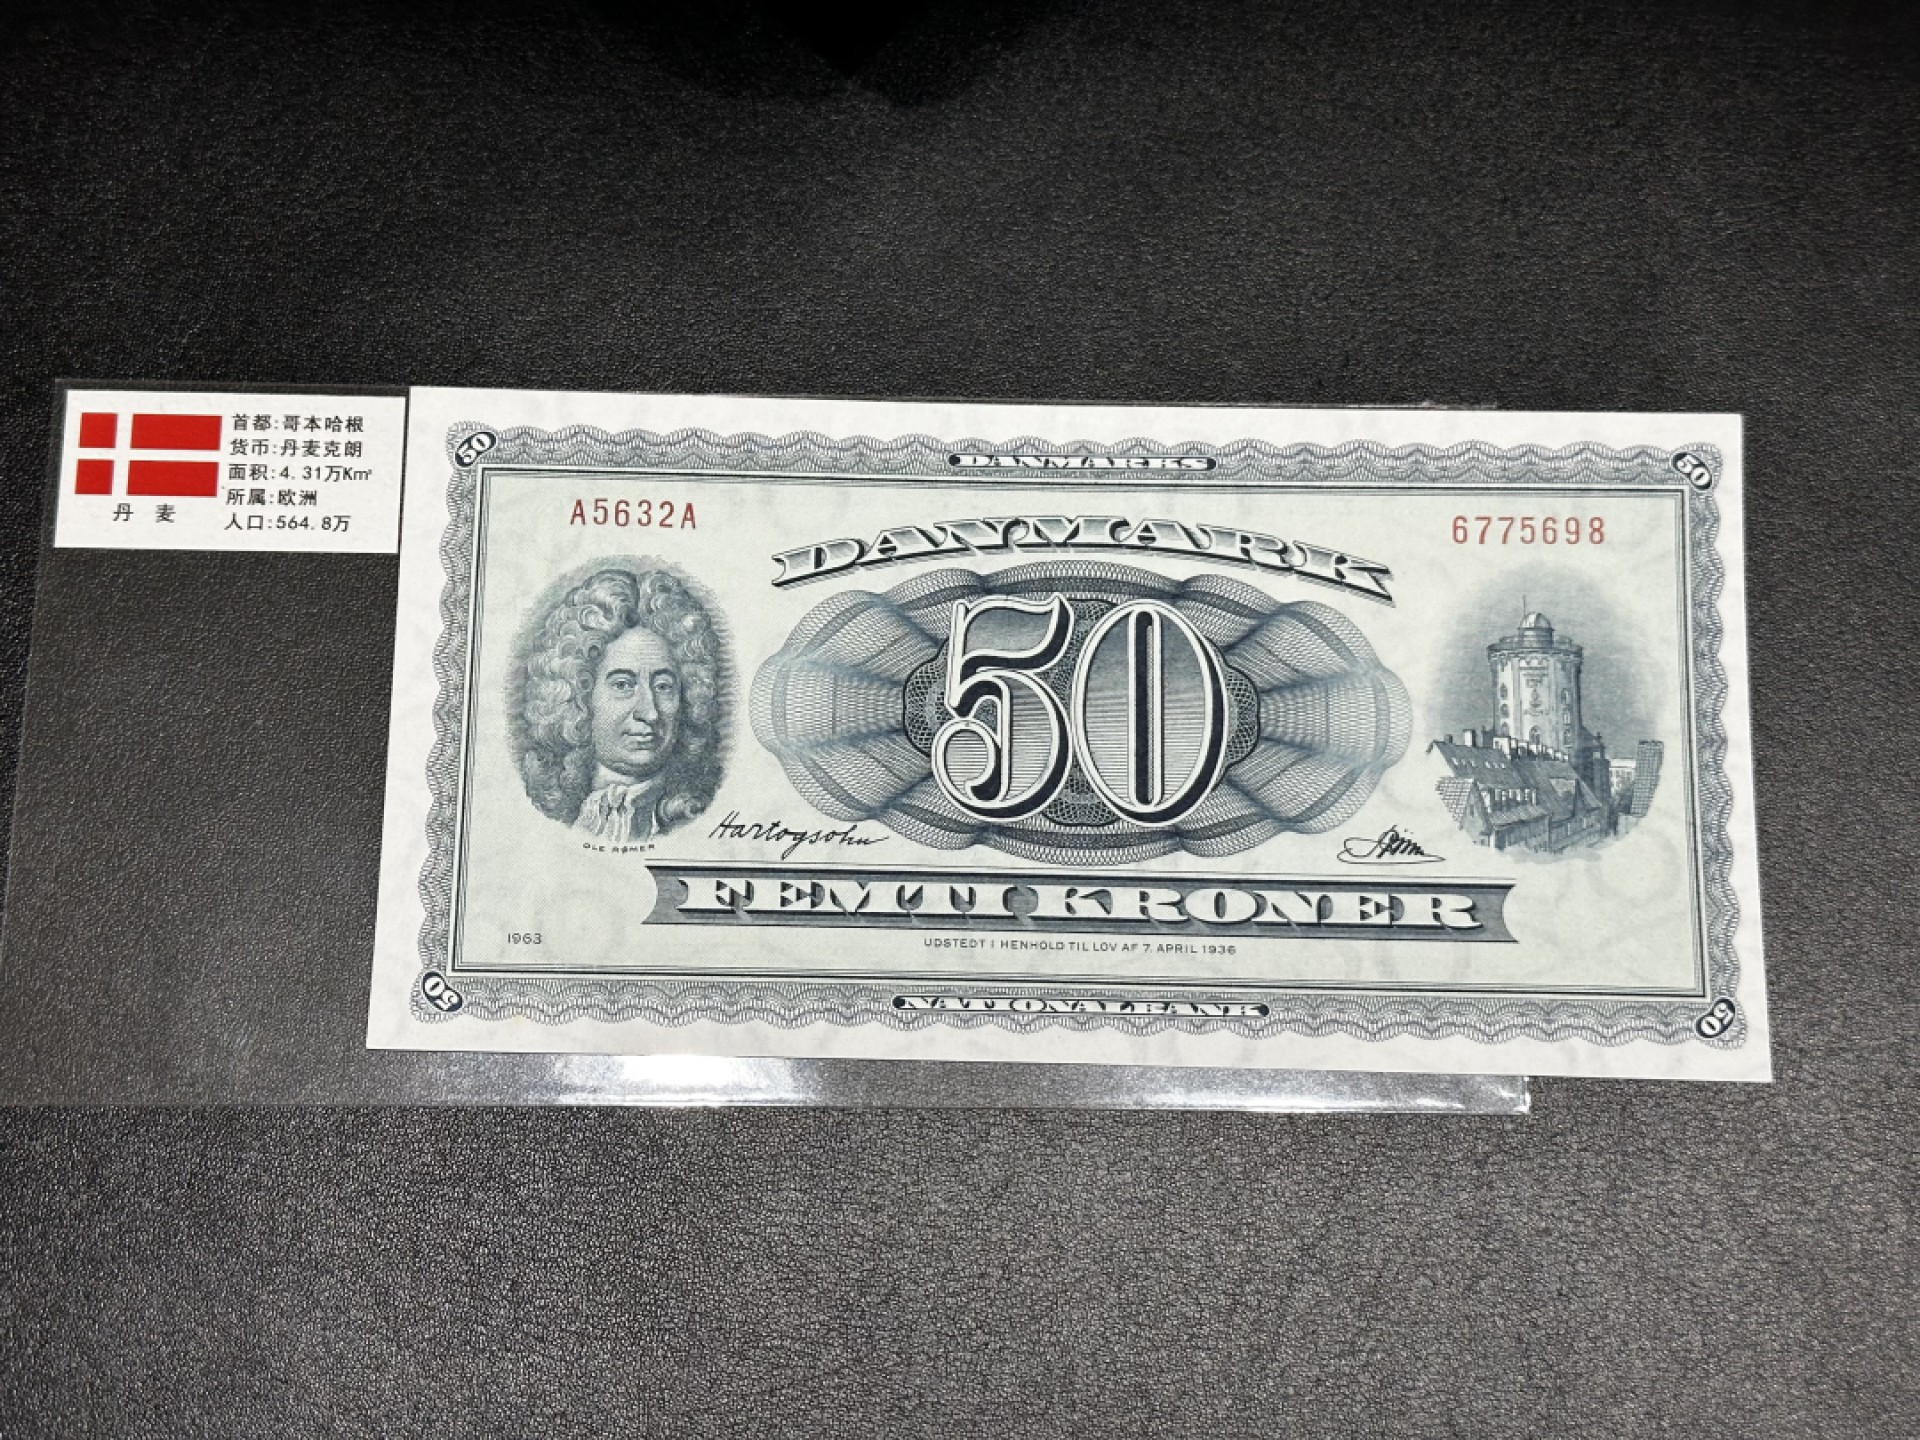 首都:哥本哈根
货币:丹麦克朗
面积:4.31万Km²
所属:欧洲
人口:564.8万
丹 麦
50
DANMARKS
50
A5632A
DANMARK
6775698
50
OLE RØMER
Hartogsohn
FEMTI KRONER
1963
UDSTEDT I HENHOLD TIL LOV AF 7. APRIL 1936
50
NATIONALBANK
50